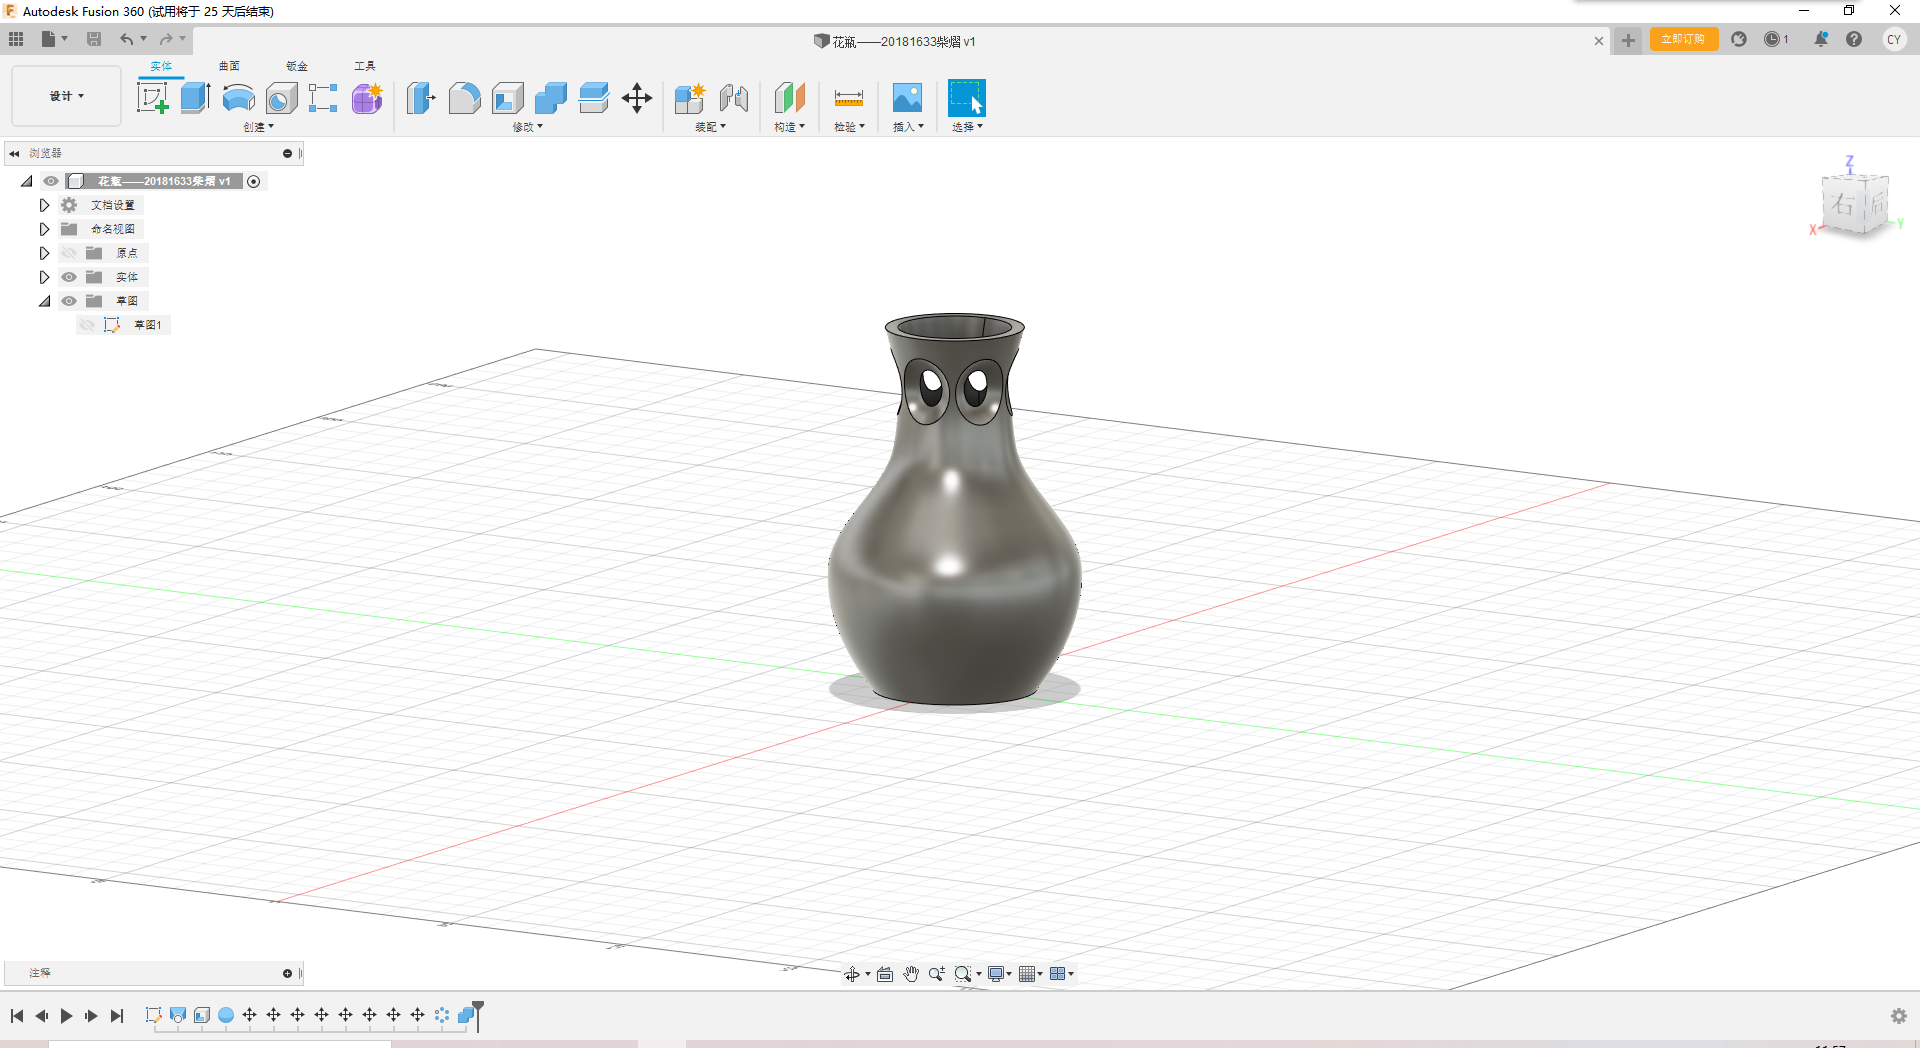 Autodesk Fusion 360 (试用将于 25 天后结束)
花瓶——20181633柴熠 v1
立即订购
1
CY
设计
实体 曲面 钣金 工具
创建 修改 装配 构造 检验 插入 选择
浏览器
花瓶——20181633柴熠 v1
文档设置
命名视图
原点
实体
草图
草图1
Z
右 后
X Y
注释